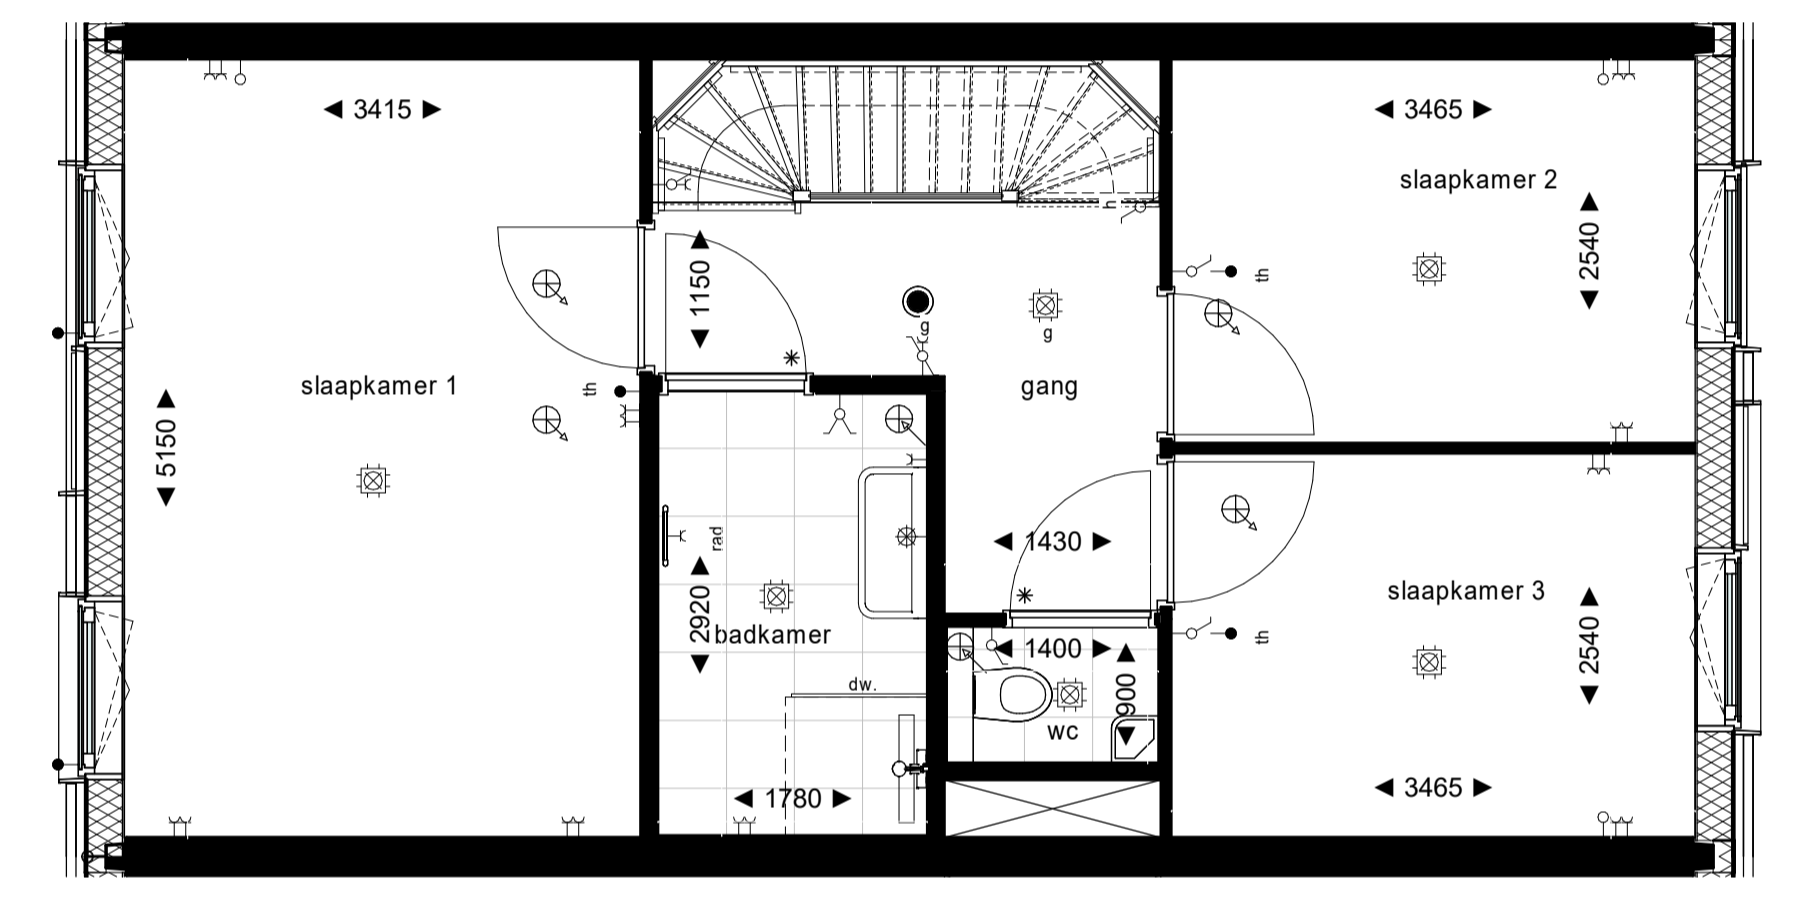 3415
3465
slaapkamer 2
2540
h
th
1150
g
g
slaapkamer 1
th
gang
5150
rad
1430
slaapkamer 3
2540
2920
badkamer
1400
th
900
dw.
wc
1780
3465